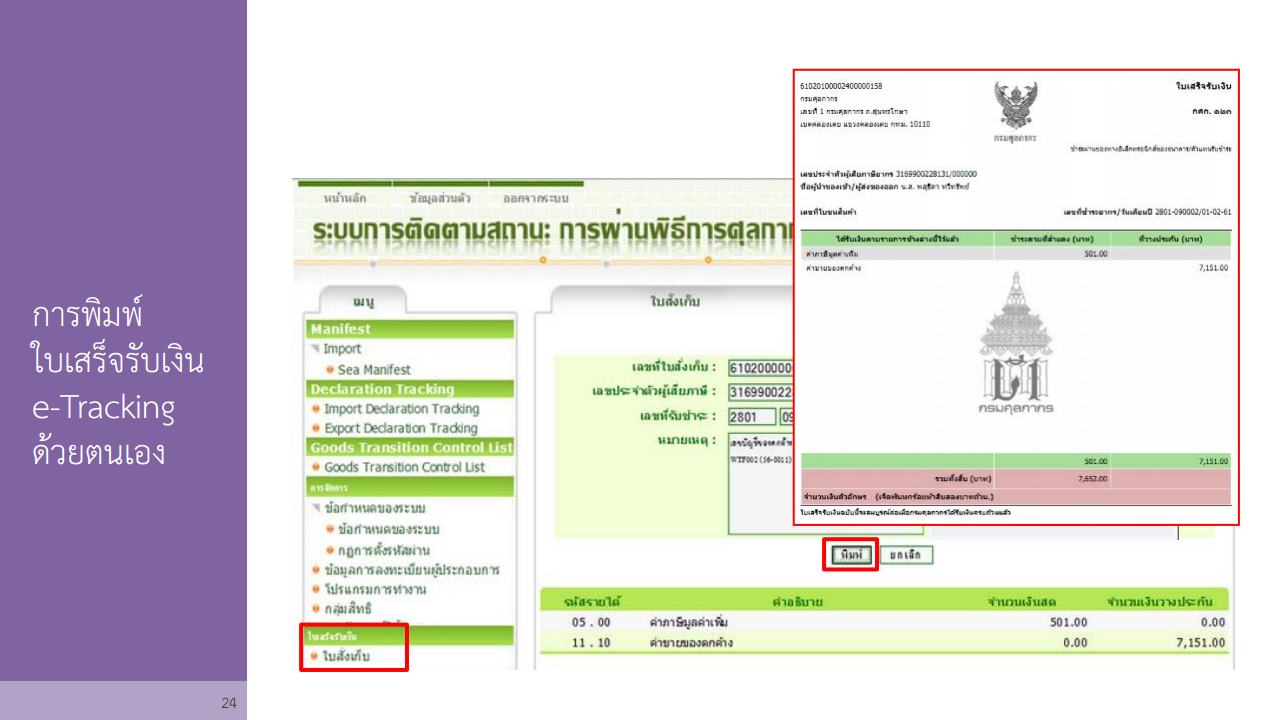 การพิมพ์
ใบเสร็จรับเงิน
e-Tracking
ด้วยตนเอง
24
หน้าหลัก ข้อมูลส่วนตัว ออกจากระบบ
ระบบการติดตามสถานะ การผ่านพิธีการศุลกา
เมนู
Manifest
Import
Sea Manifest
Declaration Tracking
Import Declaration Tracking
Export Declaration Tracking
Goods Transition Control List
Goods Transition Control List
การจัดการ
ข้อกำหนดของระบบ
ข้อกำหนดของระบบ
กฎการตั้งรหัสผ่าน
ข้อมูลการลงทะเบียนผู้ประกอบการ
โปรแกรมการทำงาน
กลุ่มสิทธิ
ใบเสร็จรับเงิน
ใบสั่งเก็บ
ใบสั่งเก็บ
เลขที่ใบสั่งเก็บ : 610200000
เลขประจำตัวผู้เสียภาษี : 316990022
เลขที่รับชำระ : 2801 09
หมายเหตุ :
WTF002 (56-0011)
พิมพ์ ยกเลิก
รหัสรายได้ คำอธิบาย จำนวนเงินสด จำนวนเงินวางประกัน
05 . 00 ค่าภาษีมูลค่าเพิ่ม 501.00 0.00
11 . 10 ค่าขายของตกค้าง 0.00 7,151.00
61020100002400000158
กรมศุลกากร
เลขที่ 1 กรมศุลกากร ถ.สุนทรโกษา
เขตคลองเตย แขวงคลองเตย กทม. 10110
กรมศุลกากร
ใบเสร็จรับเงิน
กศก. ๑๒๓
ชำระผ่านช่องทางอิเล็กทรอนิกส์ของธนาคาร/ตัวแทนรับชำระ
เลขประจำตัวผู้เสียภาษีอากร 3169900228131/000000
ชื่อผู้นำของเข้า/ผู้ส่งของออก น.ส. พสุธิตา ทวีทรัพย์
เลขที่ใบขนสินค้า
เลขที่ชำระอากร/วันเดือนปี 2801-090002/01-02-61
ได้รับเงินตามรายการข้างล่างนี้ไว้แล้ว ชำระตามที่สำแดง (บาท) ที่วางประกัน (บาท)
ค่าภาษีมูลค่าเพิ่ม 501.00
ค่าขายของตกค้าง 7,151.00
กรมศุลกากร
501.00 7,151.00
รวมทั้งสิ้น (บาท) 7,652.00
จำนวนเงินตัวอักษร (เจ็ดพันหกร้อยห้าสิบสองบาทถ้วน.)
ใบเสร็จรับเงินฉบับนี้จะสมบูรณ์ต่อเมื่อกรมศุลกากรได้รับเงินครบถ้วนแล้ว